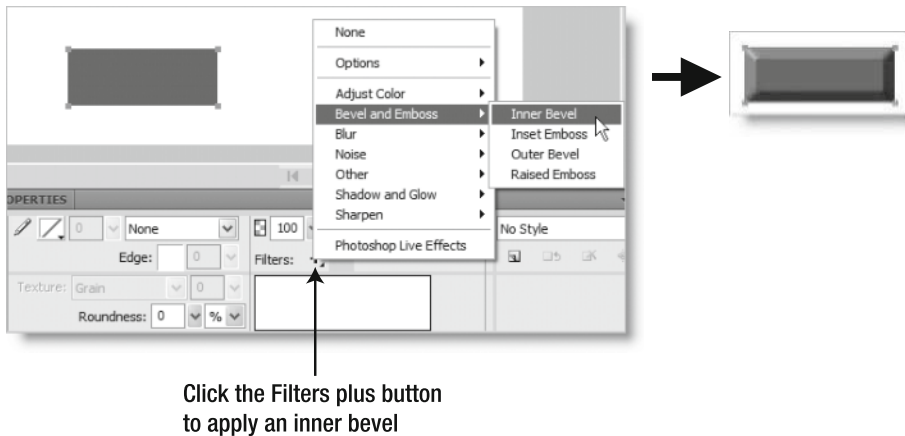 None
Options
Adjust Color
Bevel and Emboss
Inner Bevel
Blur
Inset Emboss
Noise
Outer Bevel
Other
Raised Emboss
Shadow and Glow
Sharpen
Photoshop Live Effects
OPERTIES
0 None 100 No Style
Edge: 0 Filters:
Texture: Grain 0
Roundness: 0 %
Click the Filters plus button
to apply an inner bevel